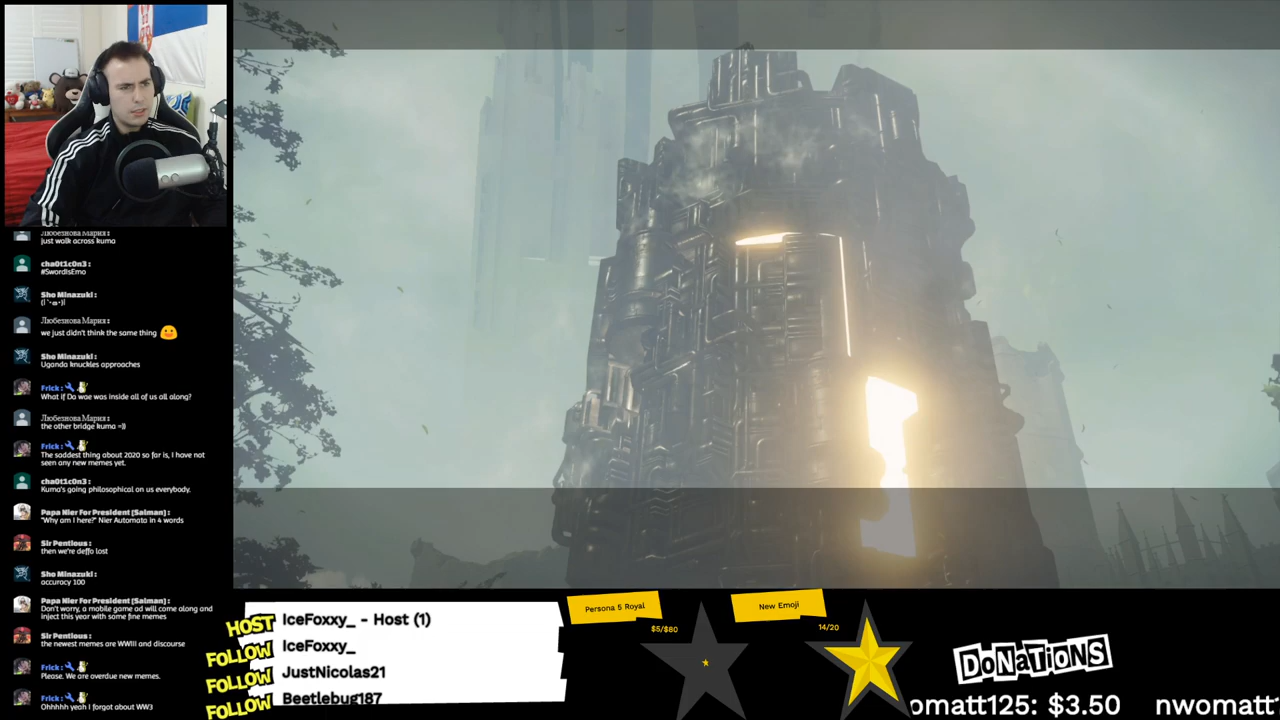 Любезнова Мария:
just walk across kuma
cha0t1c0n3:
#SwordIsEmo
Sho Minazuki:
we just didn't think the same thing
Любезнова Мария:
Sho Minazuki:
Uganda knuckles approaches
Frick:
What if Da wae was inside all of us all along?
Любезнова Мария:
the other bridge kuma =))
Frick:
The saddest thing about 2020 so far is, I have not
seen any new memes yet.
cha0t1c0n3:
Kuma's going philosophical on us everybody.
Papa Nier For President (Salman):
"Why am I here?" Nier Automata in 4 words
Sir Pentious:
then we're deffo lost
Sho Minazuki:
accuracy 100
Papa Nier For President (Salman):
Don't worry, a mobile game ad will come along and
inject this year with some fine memes
Sir Pentious:
the newest memes are WWIII and discourse
Frick:
Please. We are overdue new memes.
Frick:
Ohhhhh yeah I forgot about WW3
HOST IceFoxxy_ - Host (1)
FOLLOW IceFoxxy_
FOLLOW JustNicolas21
FOLLOW Beetlebug187
Persona 5 Royal
$5/$80
New Emoji
14/20
DoNaTioNS
omatt125: $3.50 nwomatt